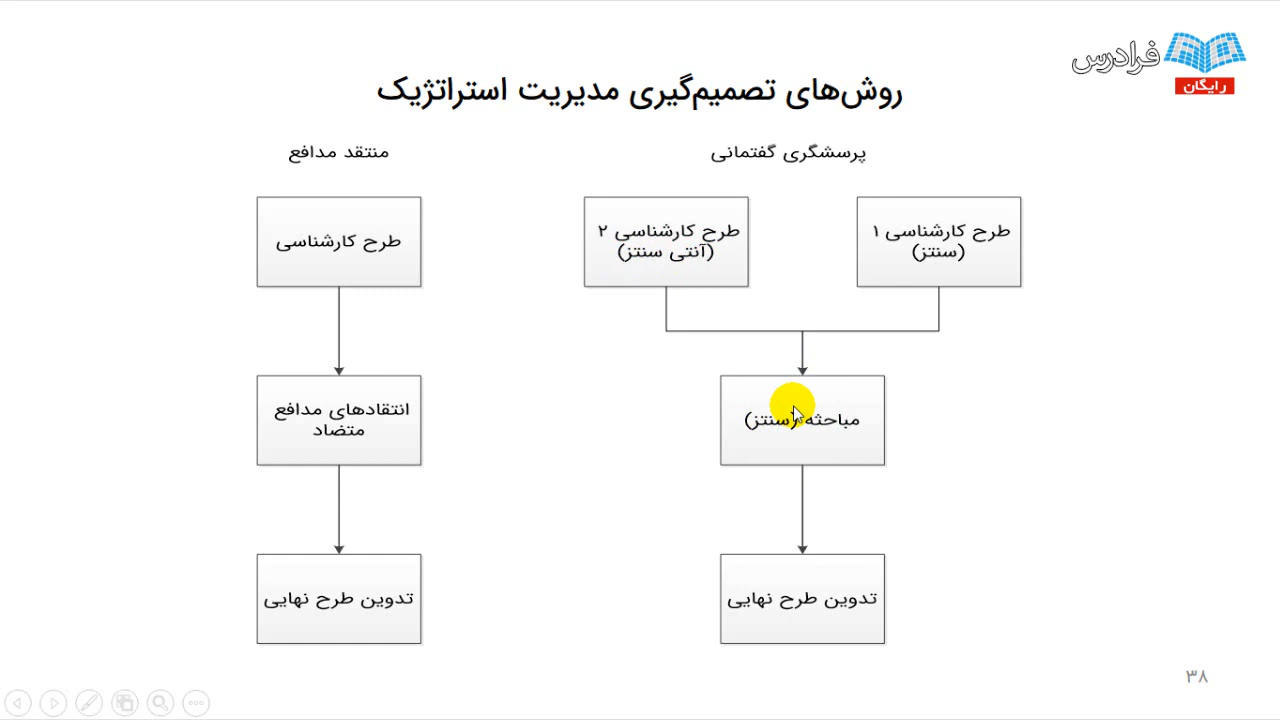 فرادرس
رایگان
روش‌های تصمیم‌گیری مدیریت استراتژیک
پرسشگری گفتمانی
طرح کارشناسی ۱
(سنتز)
طرح کارشناسی ۲
(آنتی سنتز)
مباحثه (سنتز)
تدوین طرح نهایی
منتقد مدافع
طرح کارشناسی
انتقادهای مدافع
متضاد
تدوین طرح نهایی
۳۸